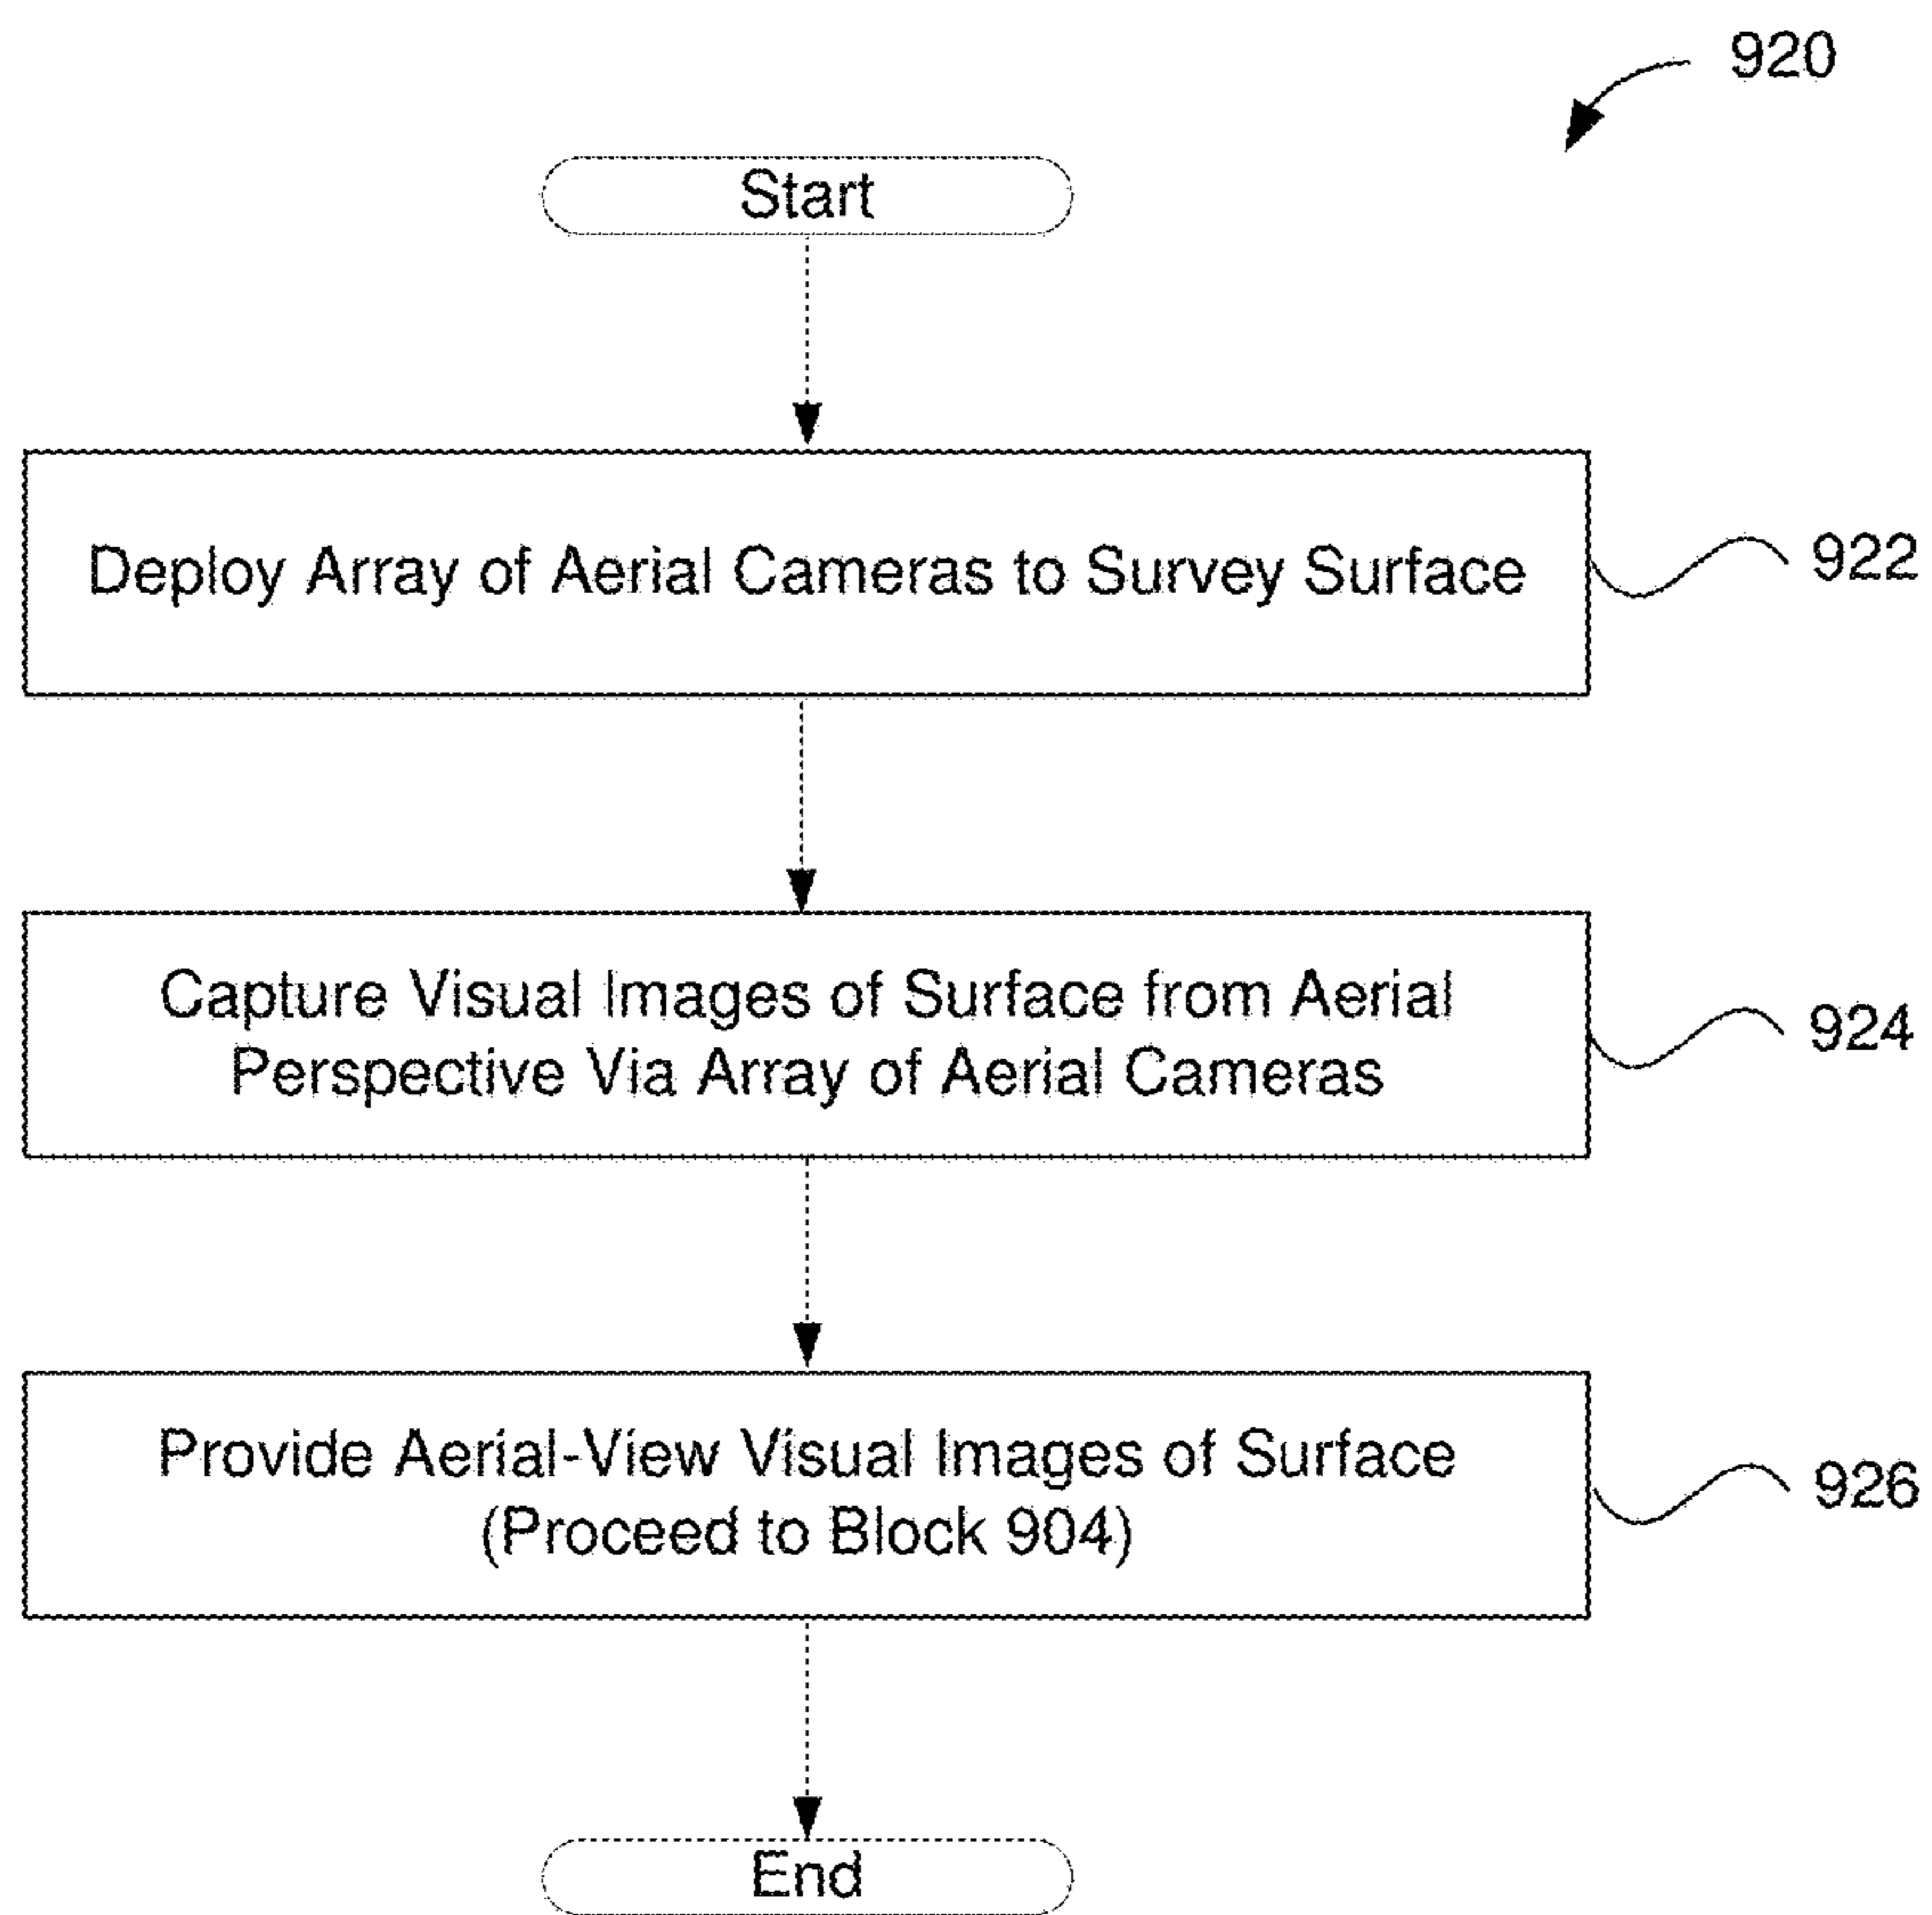 920
Start
Deploy Array of Aerial Cameras to Survey Surface
922
Capture Visual Images of Surface from Aerial
Perspective Via Array of Aerial Cameras
924
Provide Aerial-View Visual Images of Surface
(Proceed to Block 904)
926
End